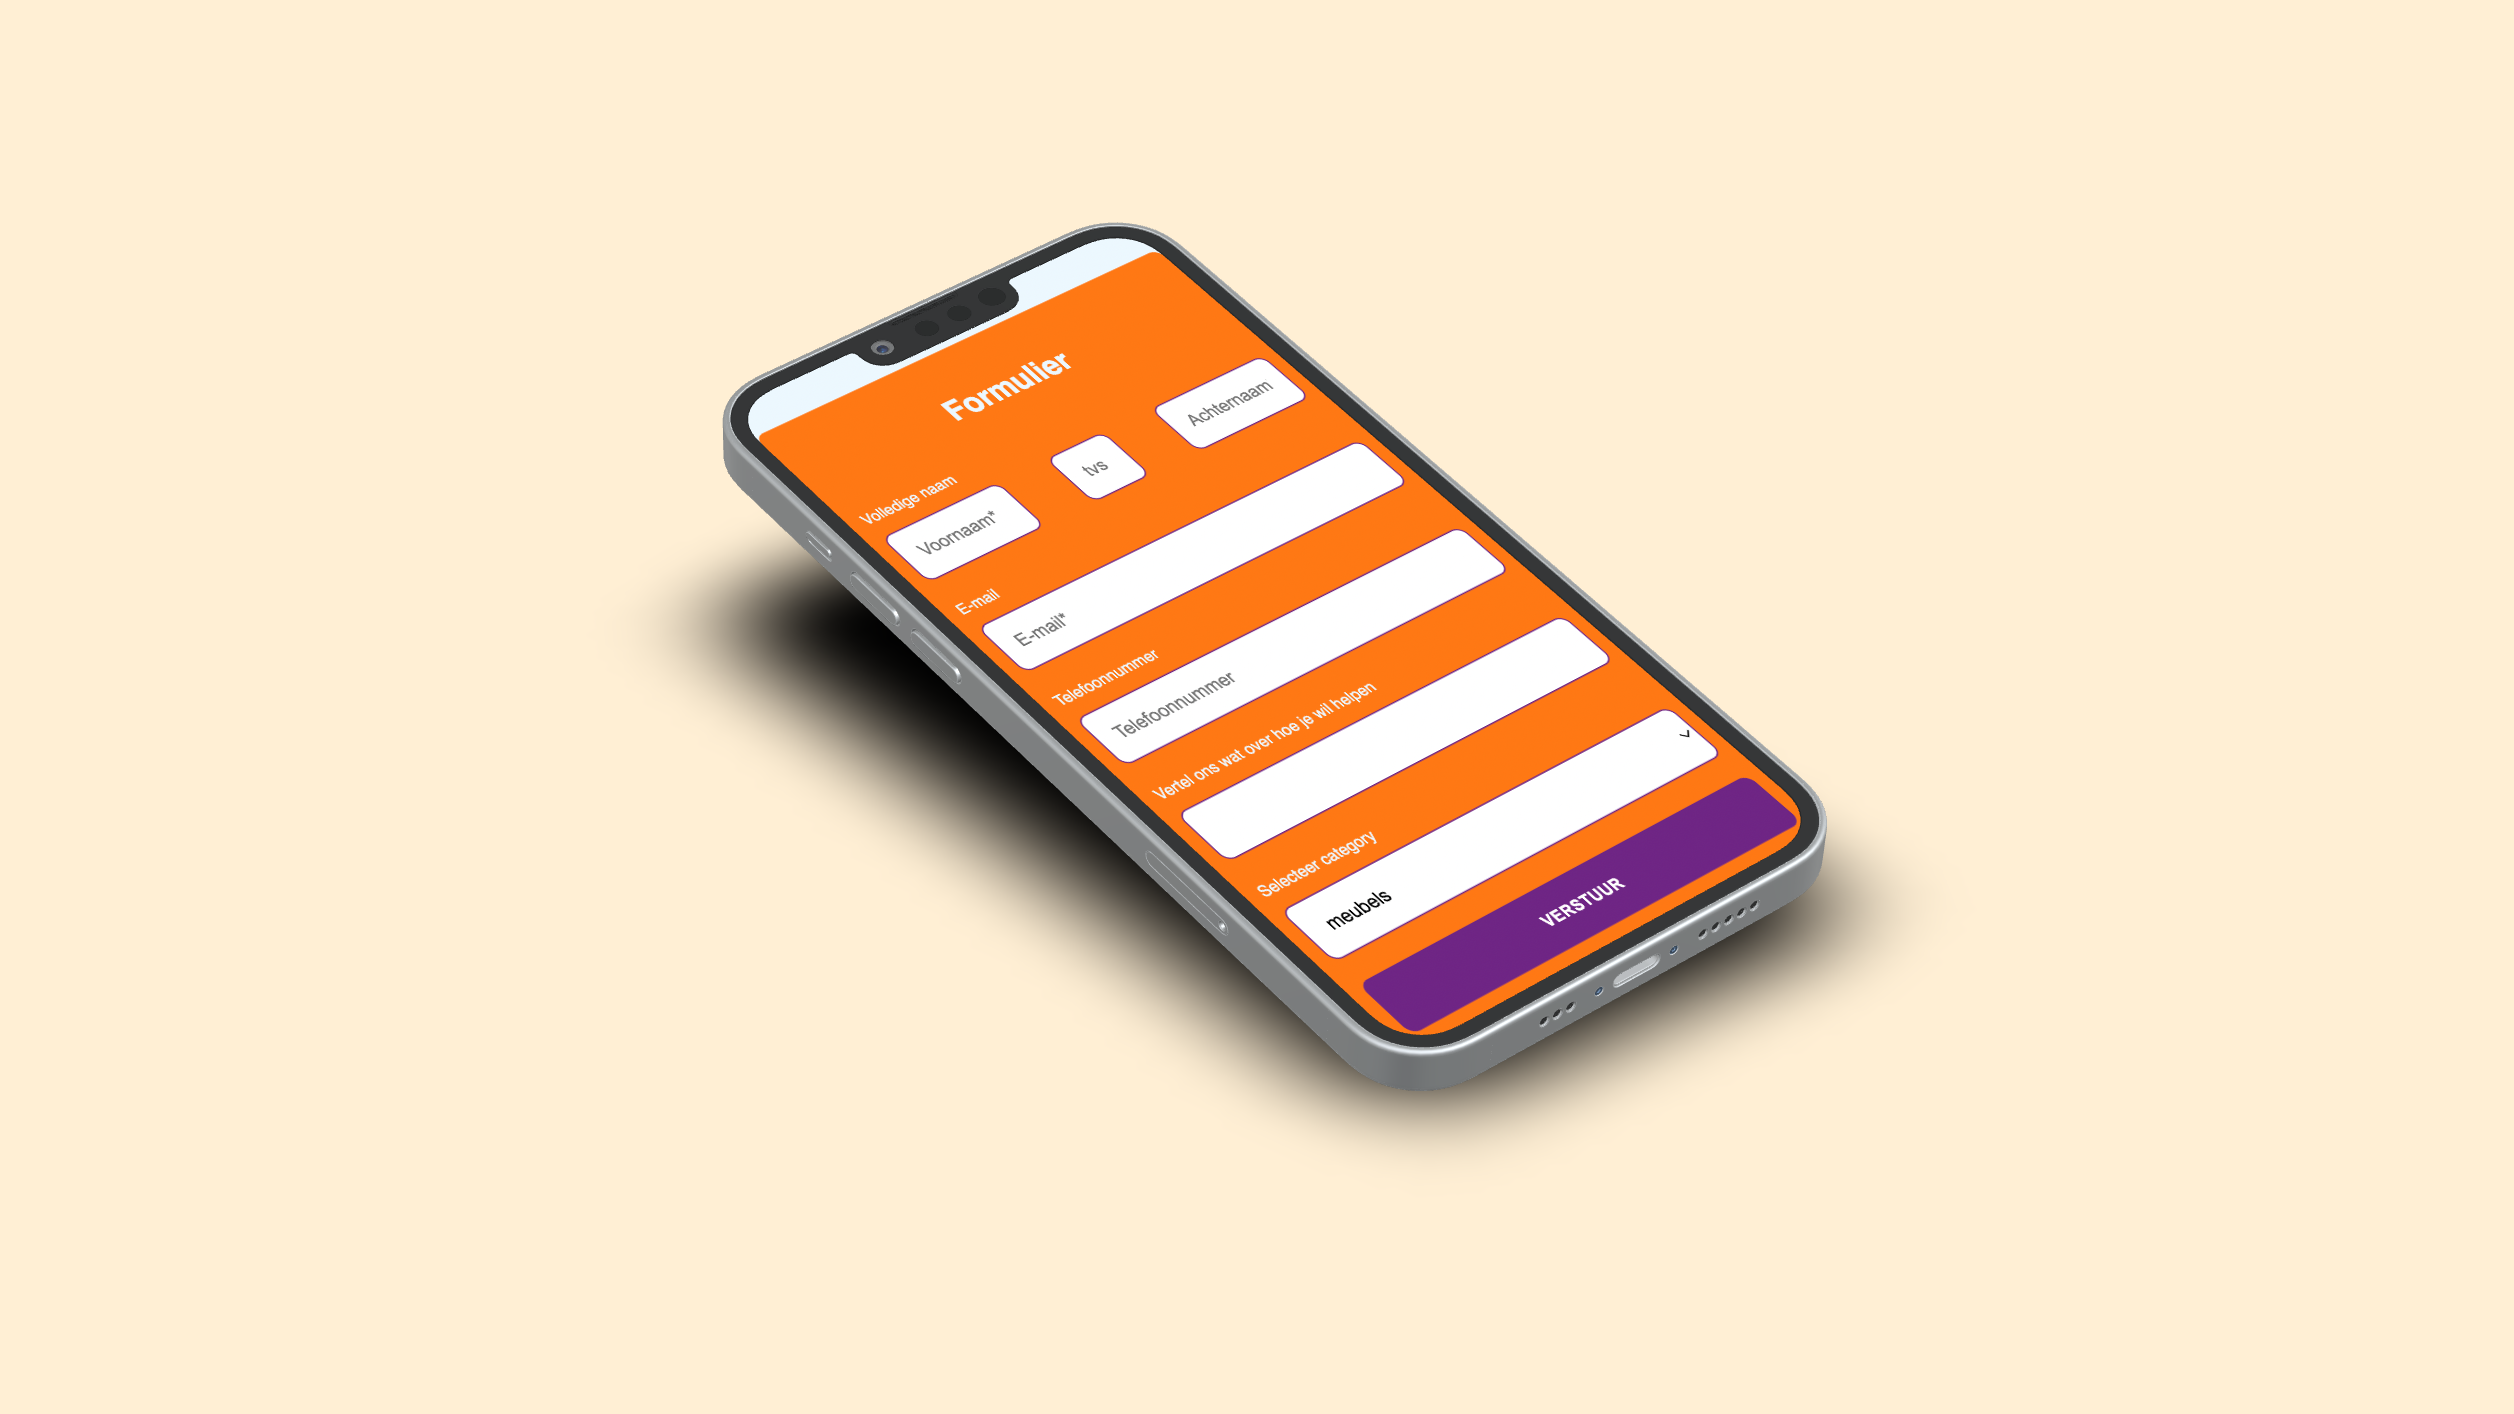 Formulier
Volledige naam
Voornaam* tvs Achternaam
E-mail
E-mail*
Telefoonnummer
Telefoonnummer
Vertel ons wat over hoe je wil helpen
Selecteer category
meubels
VERSTUUR